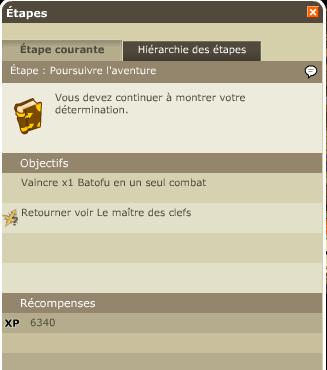 Étapes
Étape courante
Hiérarchie des étapes
Étape : Poursuivre l'aventure
Vous devez continuer à montrer votre
détermination.
Objectifs
Vaincre x1 Batofu en un seul combat
Retourner voir Le maître des clefs
Récompenses
XP 6340